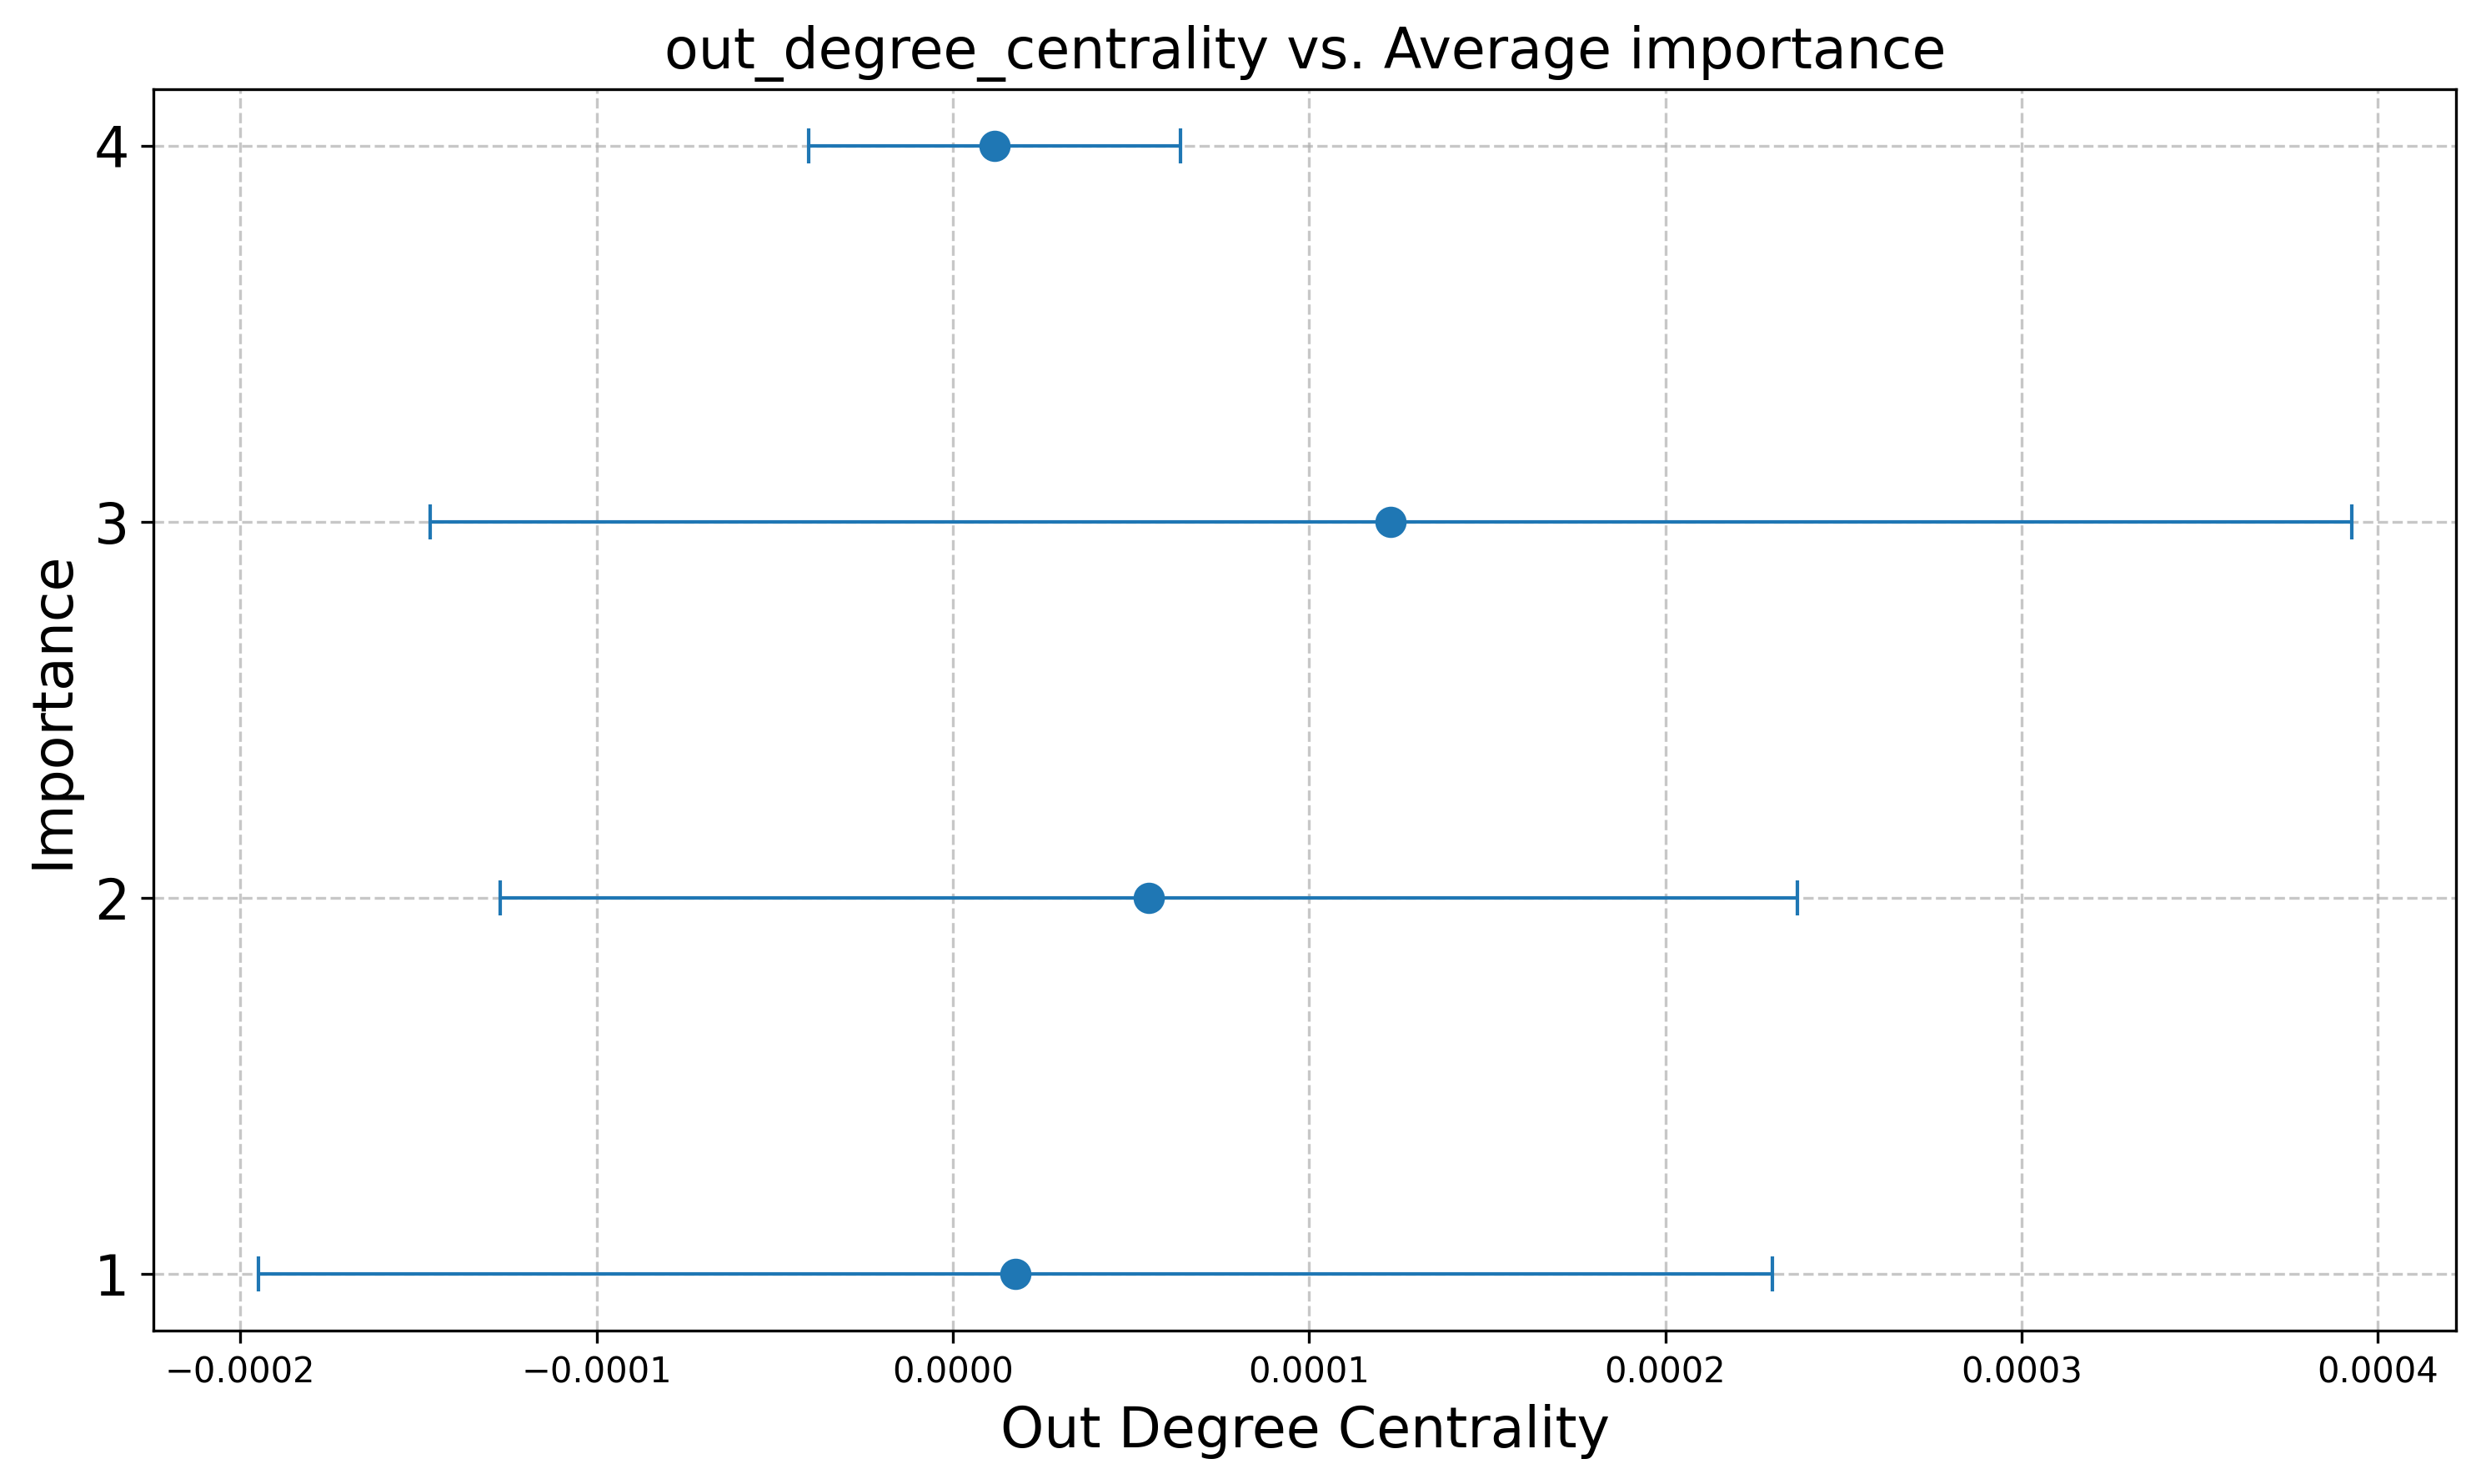 out_degree_centrality vs. Average importance
Importance
4
3
2
1
−0.0002 −0.0001 0.0000 0.0001 0.0002 0.0003 0.0004
Out Degree Centrality